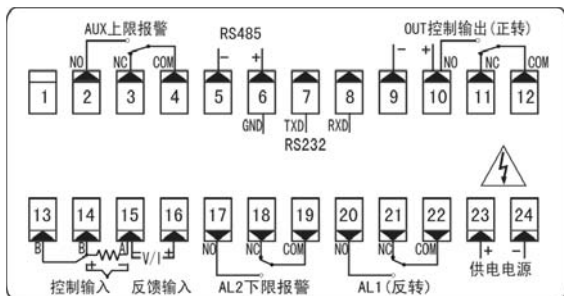 AUX上限报警
RS485
OUT控制输出(正转)
NO
NC
COM
-
+
-
+
NO
NC
COM
1
2
3
4
5
6
7
8
9
10
11
12
GND
TXD
RXD
RS232
13
14
15
16
17
18
19
20
21
22
23
24
B
B
A
V/I
+
NO
NC
COM
NO
NC
COM
+
-
+
-
控制输入
反馈输入
AL2下限报警
AL1(反转)
供电电源